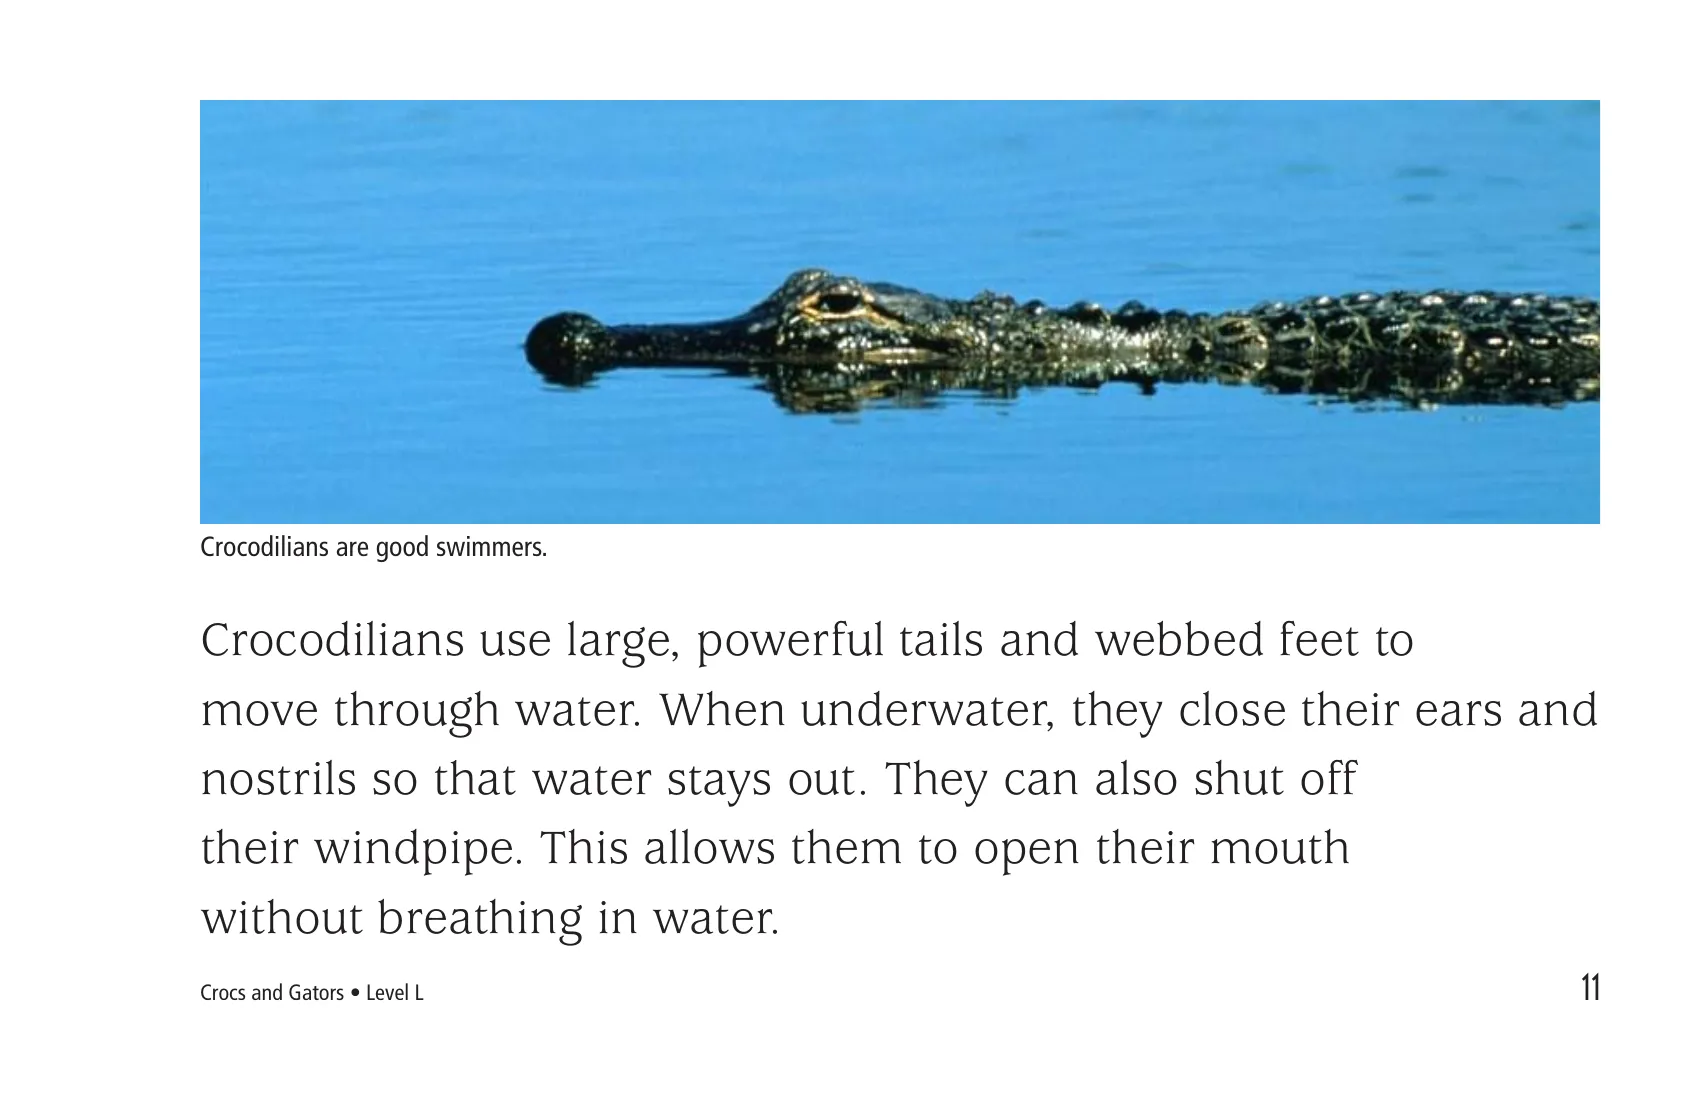 Crocodilians are good swimmers.
Crocodilians use large, powerful tails and webbed feet to
move through water. When underwater, they close their ears and
nostrils so that water stays out. They can also shut off
their windpipe. This allows them to open their mouth
without breathing in water.
Crocs and Gators • Level L
11